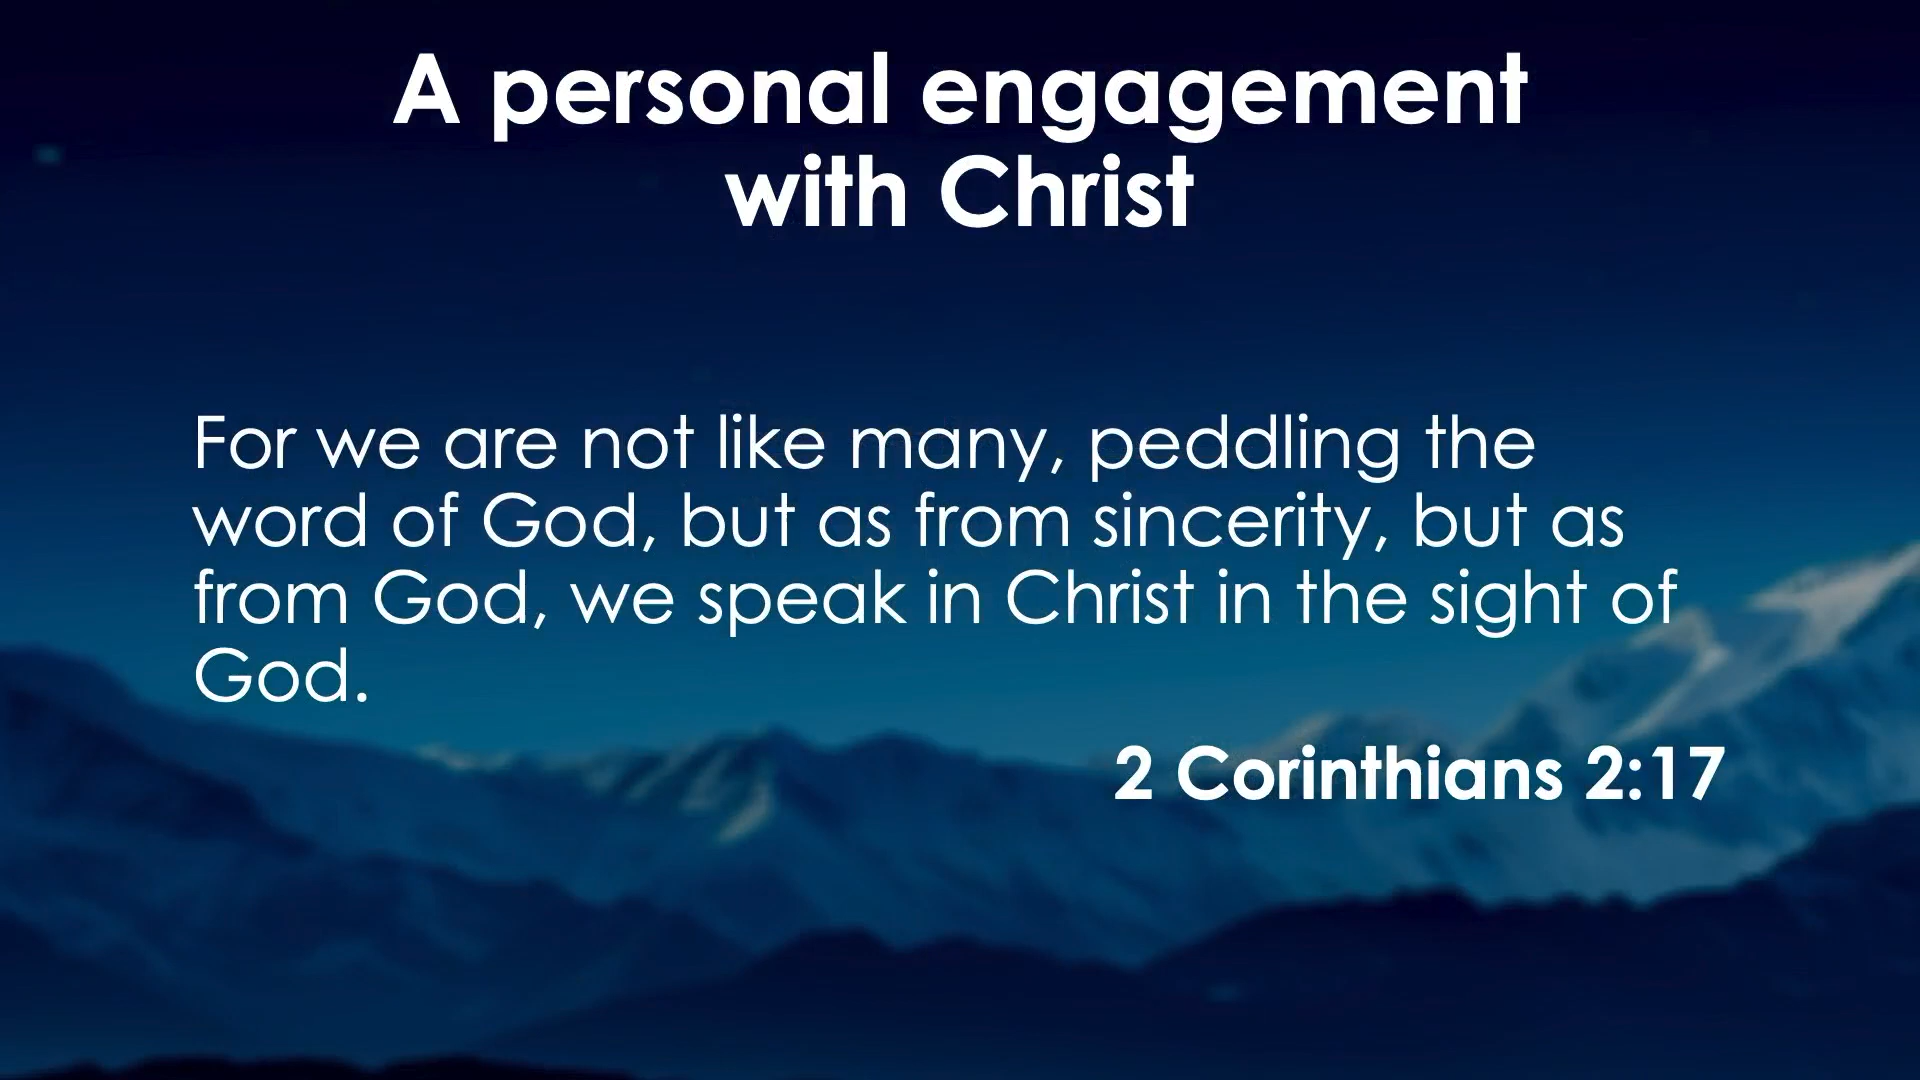 A personal engagement
with Christ
For we are not like many, peddling the
word of God, but as from sincerity, but as
from God, we speak in Christ in the sight of
God.
2 Corinthians 2:17